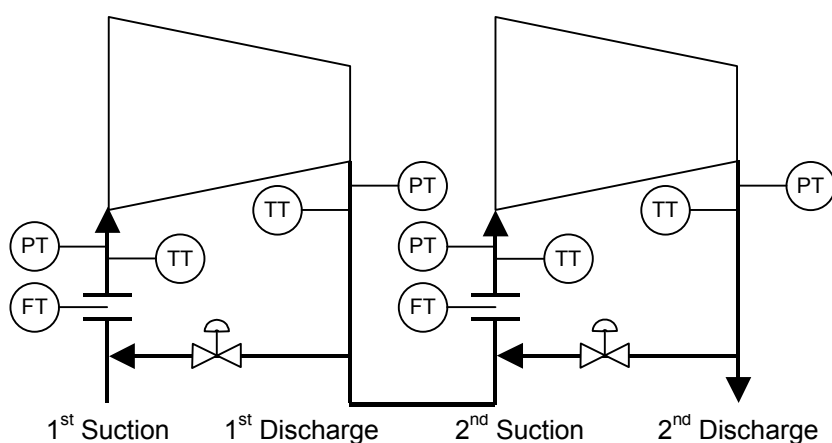 PT
PT
TT
TT
PT
TT
PT
TT
FT
FT
1st Suction
1st Discharge
2nd Suction
2nd Discharge